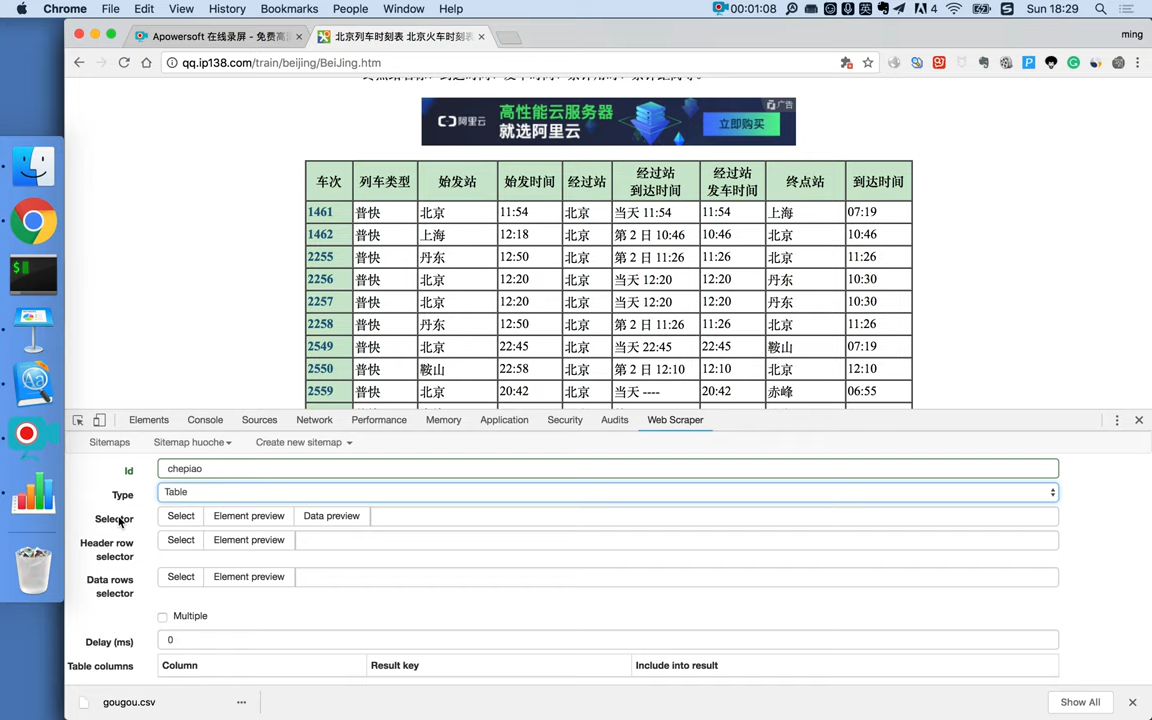 Chrome File Edit View History Bookmarks People Window Help 00:01:08 4 Sun 18:29
Apowersoft 在线录屏 - 免费高清 北京列车时刻表 北京火车时刻表 ming
qq.ip138.com/train/beijing/BeiJing.htm
阿里云 高性能云服务器 就选阿里云 立即购买 广告
车次 列车类型 始发站 始发时间 经过站 经过站到达时间 经过站发车时间 终点站 到达时间
1461 普快 北京 11:54 北京 当天 11:54 11:54 上海 07:19
1462 普快 上海 12:18 北京 第 2 日 10:46 10:46 北京 10:46
2255 普快 丹东 12:50 北京 第 2 日 11:26 11:26 北京 11:26
2256 普快 北京 12:20 北京 当天 12:20 12:20 丹东 10:30
2257 普快 北京 12:20 北京 当天 12:20 12:20 丹东 10:30
2258 普快 丹东 12:50 北京 第 2 日 11:26 11:26 北京 11:26
2549 普快 北京 22:45 北京 当天 22:45 22:45 鞍山 07:19
2550 普快 鞍山 22:58 北京 第 2 日 12:10 12:10 北京 12:10
2559 普快 北京 20:42 北京 当天 ---- 20:42 赤峰 06:55
Elements Console Sources Network Performance Memory Application Security Audits Web Scraper
Sitemaps Sitemap huoche Create new sitemap
Id chepiao
Type Table
Selector Select Element preview Data preview
Header row selector Select Element preview
Data rows selector Select Element preview
Multiple
Delay (ms) 0
Table columns Column Result key Include into result
gougou.csv Show All